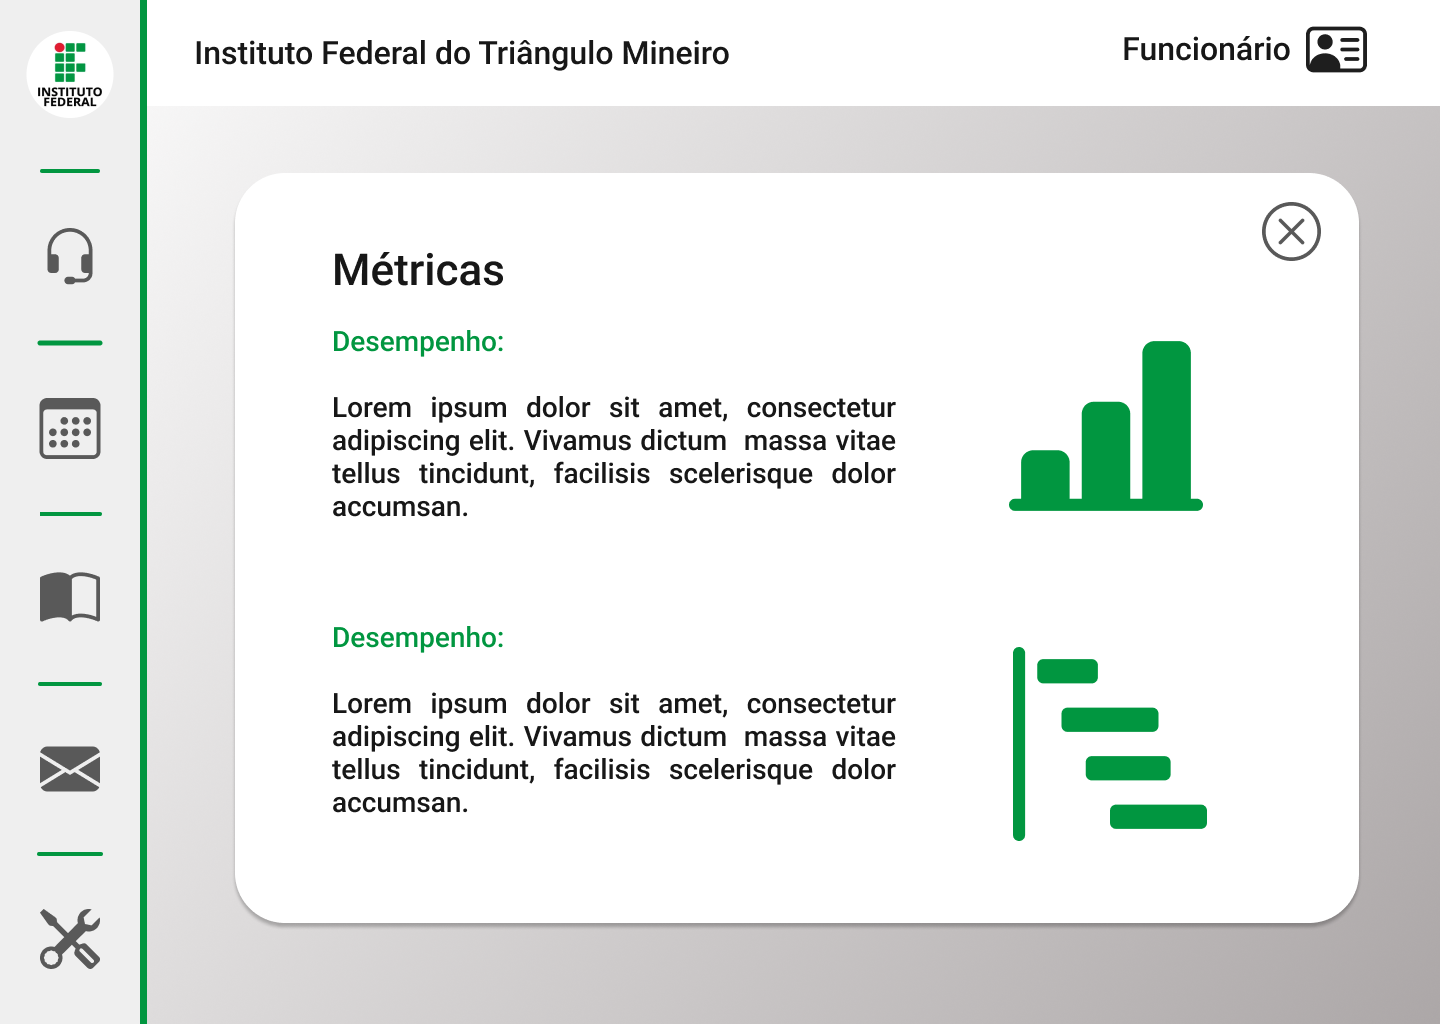 INSTITUTO
FEDERAL
Instituto Federal do Triângulo Mineiro
Funcionário
Métricas
Desempenho:
Lorem ipsum dolor sit amet, consectetur
adipiscing elit. Vivamus dictum  massa vitae
tellus tincidunt, facilisis scelerisque dolor
accumsan.
Desempenho:
Lorem ipsum dolor sit amet, consectetur
adipiscing elit. Vivamus dictum  massa vitae
tellus tincidunt, facilisis scelerisque dolor
accumsan.